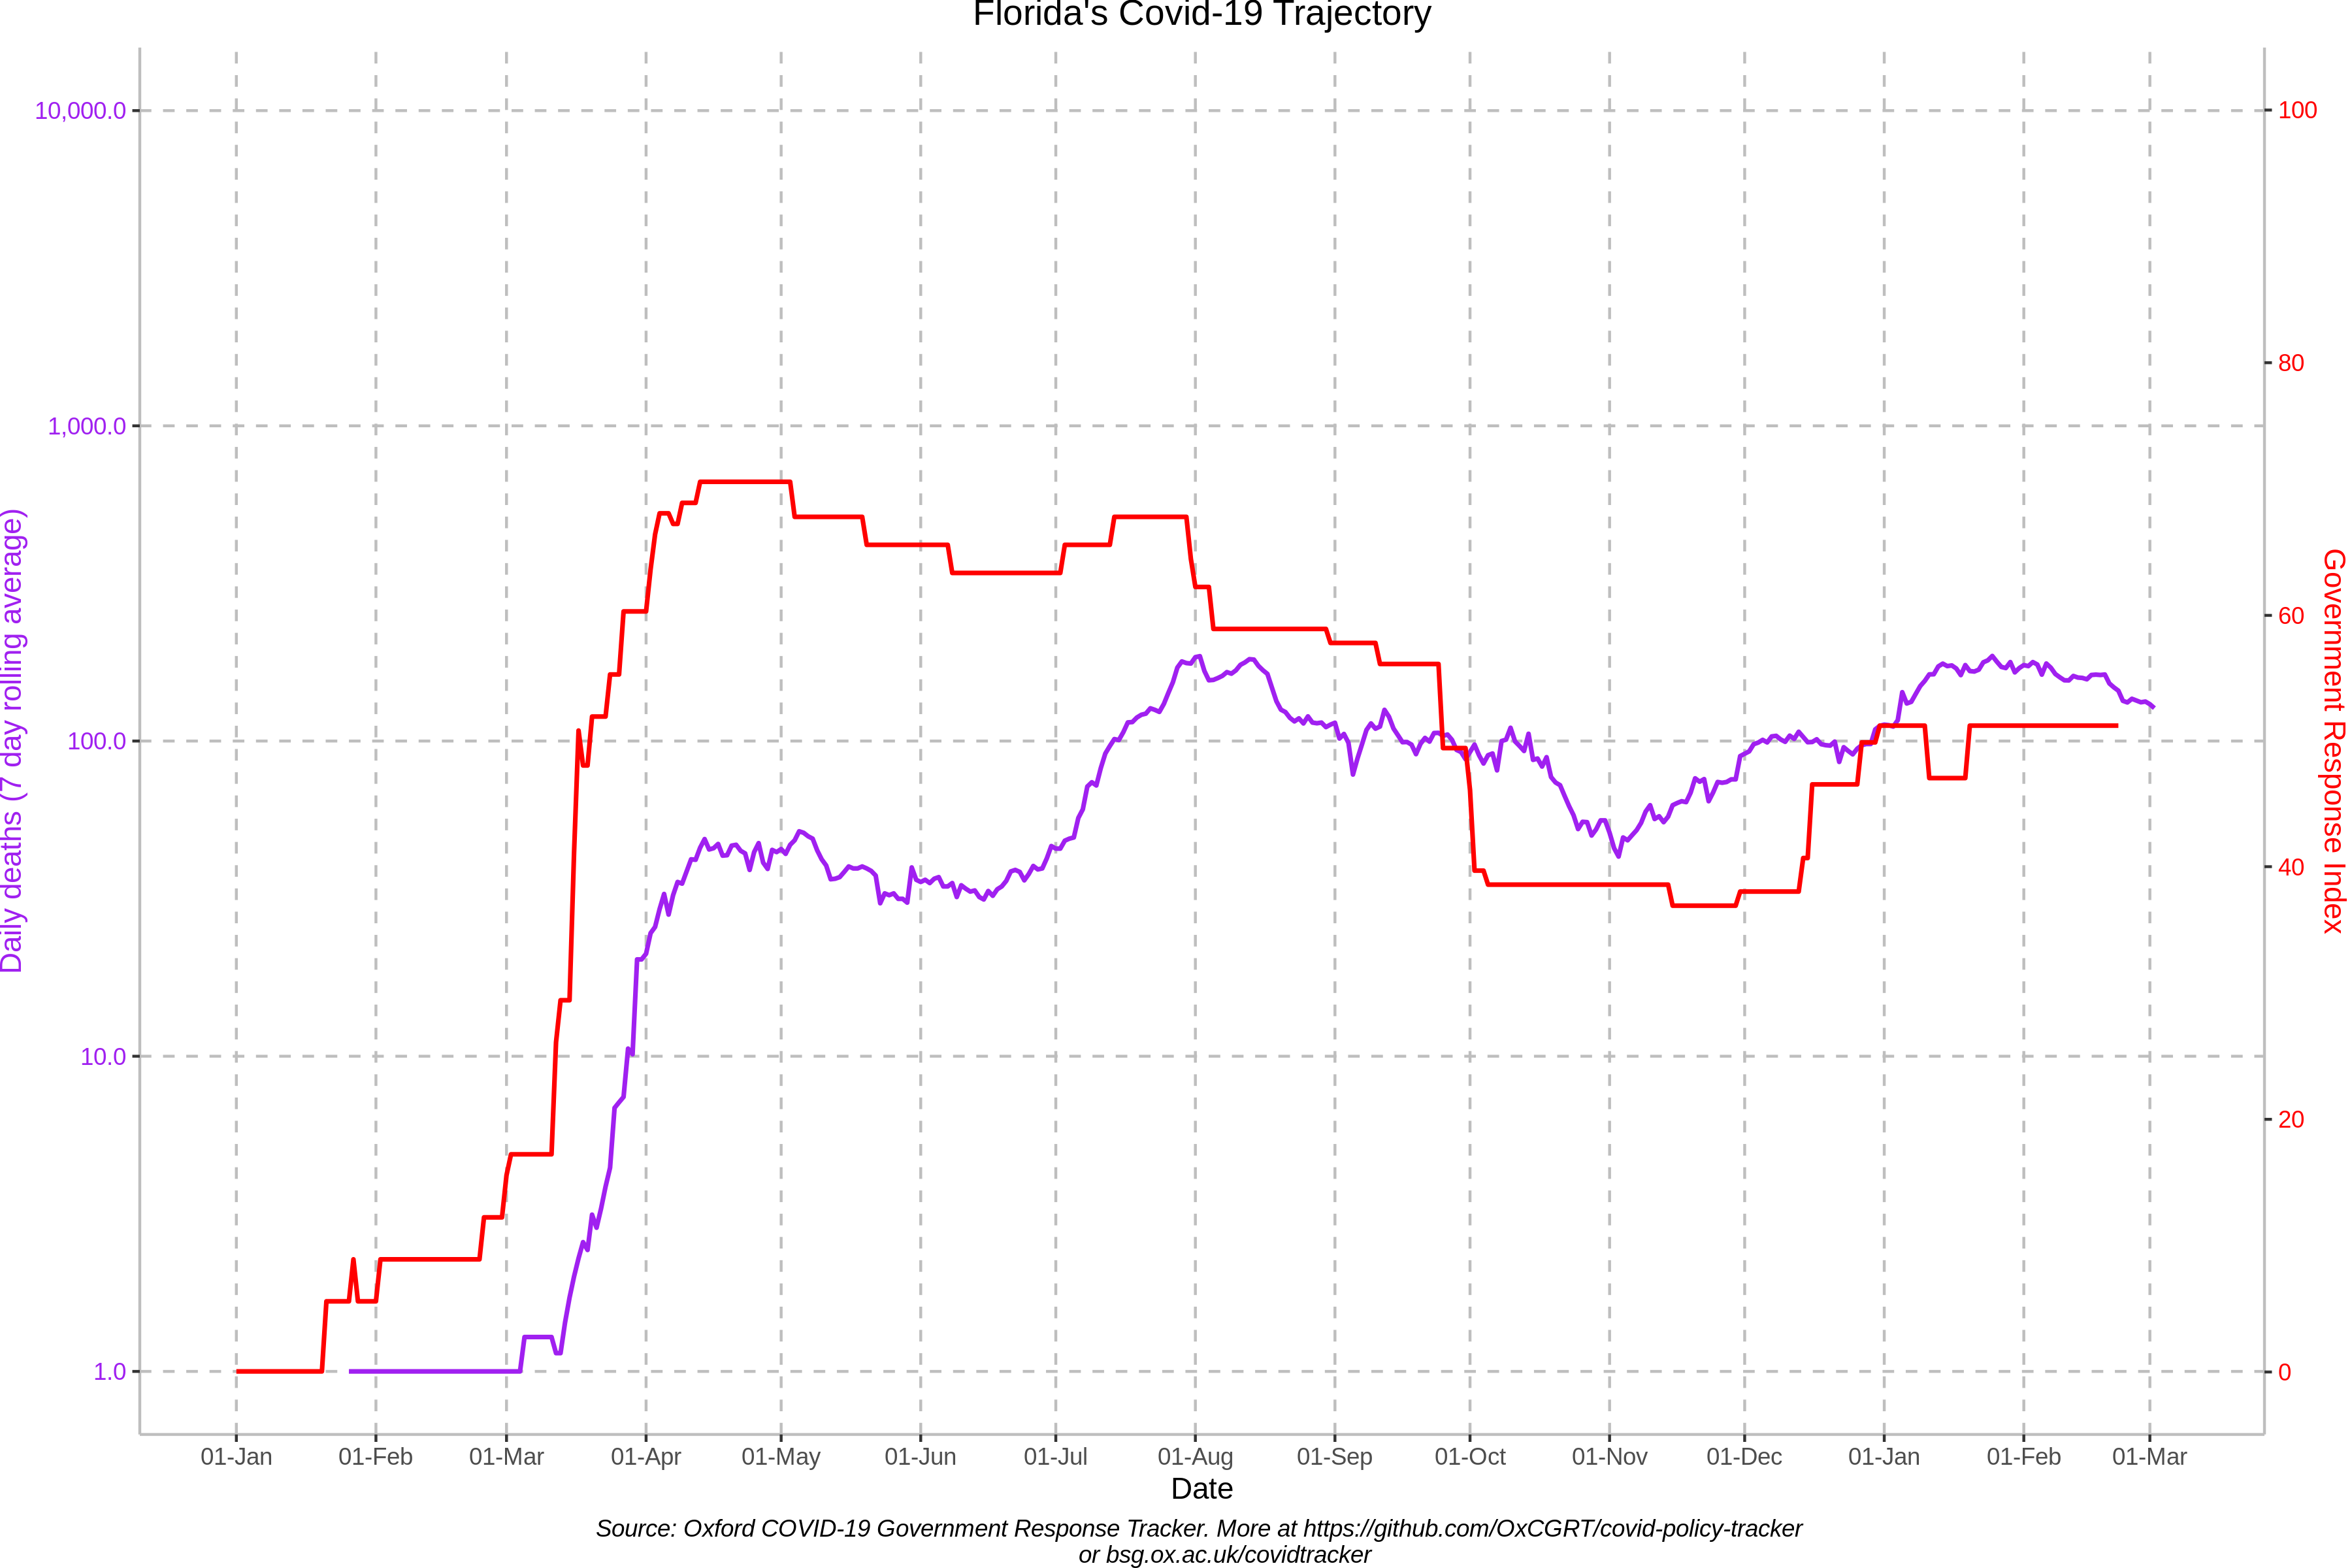 Florida's Covid-19 Trajectory
10,000.0
1,000.0
100.0
10.0
1.0
Daily deaths (7 day rolling average)
100
80
60
40
20
0
Government Response Index
01-Jan 01-Feb 01-Mar 01-Apr 01-May 01-Jun 01-Jul 01-Aug 01-Sep 01-Oct 01-Nov 01-Dec 01-Jan 01-Feb 01-Mar
Date
Source: Oxford COVID-19 Government Response Tracker. More at https://github.com/OxCGRT/covid-policy-tracker
or bsg.ox.ac.uk/covidtracker